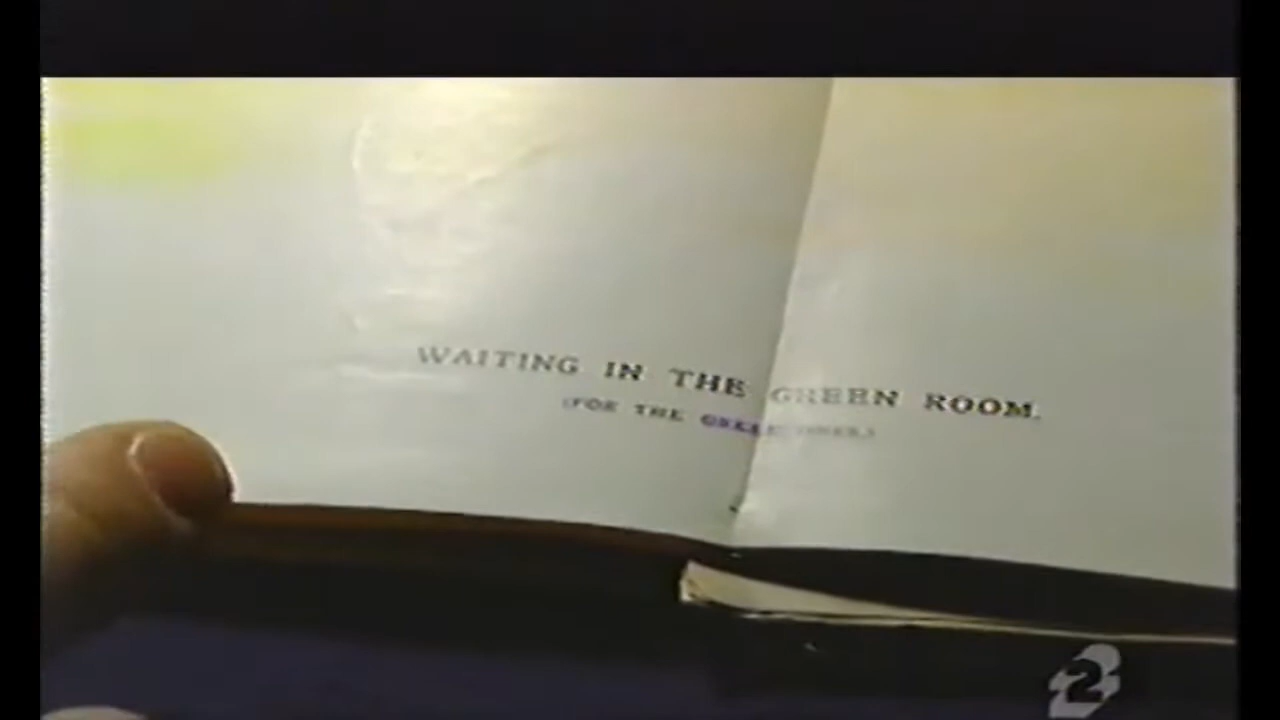 WAITING IN THE GREEN ROOM.
(FOR THE
2